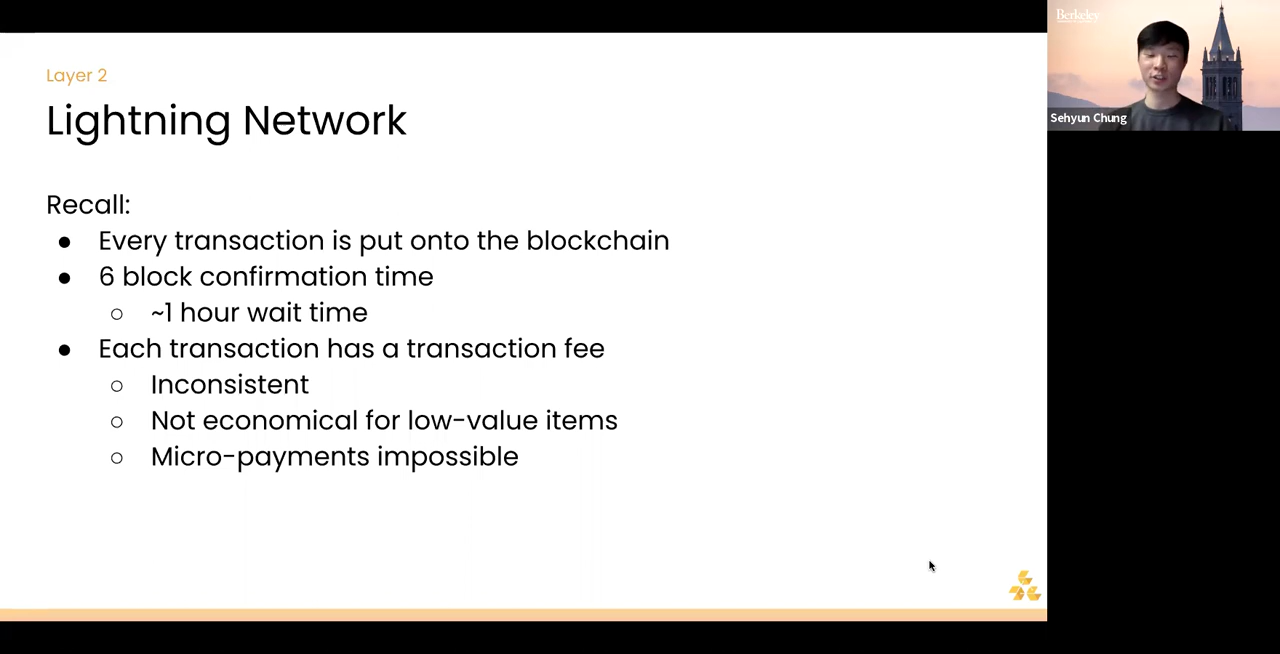 Layer 2
Lightning Network
Recall:
● Every transaction is put onto the blockchain
● 6 block confirmation time
○ ~1 hour wait time
● Each transaction has a transaction fee
○ Inconsistent
○ Not economical for low-value items
○ Micro-payments impossible
Berkeley
Sehyun Chung